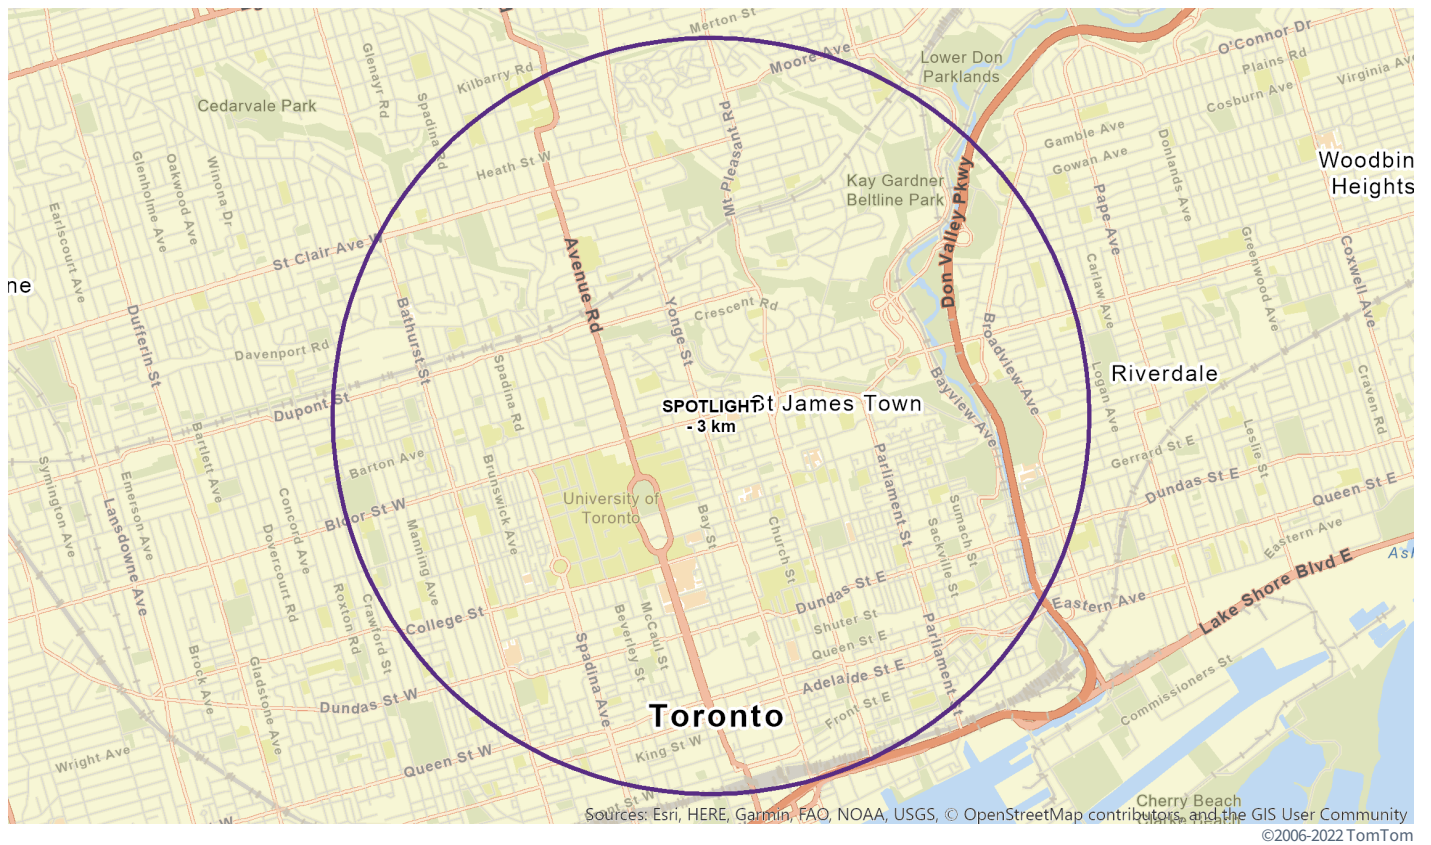 Merton St
Moore Ave
O'Connor Dr
Plains Rd
Virginia Av
Cosburn Ave
Lower Don
Parklands
Glenayr Rd
Kilbarry Rd
Spadina Rd
Cedarvale Park
Mt Pleasant Rd
Gamble Ave
Gowan Ave
Donlands Ave
Woodbin
Heights
Glenholme Ave
Oakwood Ave
Winona Dr
Heath St W
Kay Gardner
Beltline Park
Don Valley Pkwy
Pape Ave
Earlscourt Ave
St Clair Ave W
Avenue Rd
Carlaw Ave
Greenwood Ave
Coxwell Ave
ne
Dufferin St
Bathurst St
Yonge St
Crescent Rd
Broadview Ave
Davenport Rd
Spadina Rd
Logan Ave
Riverdale
Craven Rd
Dupont St
SPOTLIGHT
- 3 km
St James Town
Bayview Ave
Bartlett Ave
Barton Ave
Brunswick Ave
Gerrard St E
Leslie St
Dundas St E
Queen St E
Symington Ave
Emerson Ave
Lansdowne Ave
Concord Ave
Dovercourt Rd
Bloor St W
University of
Toronto
Bay St
Church St
Parliament St
Sumach St
Sackville St
Eastern Ave
Lake Shore Blvd E
Manning Ave
Roxton Rd
Crawford St
College St
Beverley St
McCaul St
Dundas St E
Shuter St
Queen St E
Eastern Ave
Brock Ave
Gladstone Ave
Dundas St W
Spadina Ave
Adelaide St E
Parliament St
Front St E
Commissioners St
Toronto
Wright Ave
Queen St W
King St W
Cherry Beach
Clarke Beach
Sources: Esri, HERE, Garmin, FAO, NOAA, USGS, © OpenStreetMap contributors, and the GIS User Community
©2006-2022 TomTom